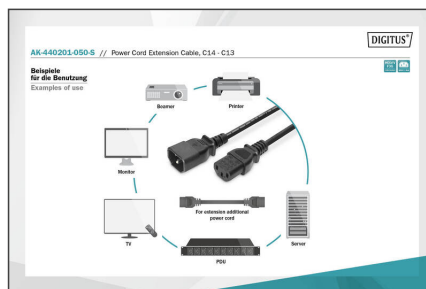 DIGITUS®
AK-440201-050-S // Power Cord Extension Cable, C14 - C13
Beispiele
für die Benutzung
Examples of use
Beamer
Printer
Monitor
For extension additional
power cord
TV
Server
PDU